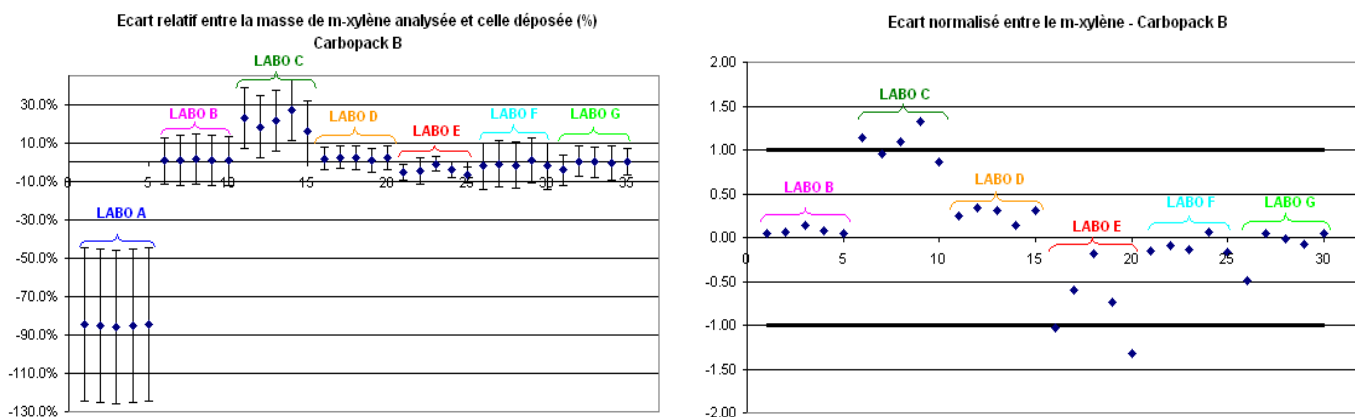 Ecart relatif entre la masse de m-xylène analysée et celle déposée (%)
Carbopack B
LABO C
30.0%
LABO B
LABO D
LABO F
LABO G
10.0%
LABO E
-10.0%
0
5
10
15
20
25
30
35
-30.0%
LABO A
-50.0%
-70.0%
-90.0%
-110.0%
-130.0%
Ecart normalisé entre le m-xylène - Carbopack B
2.00
1.50
LABO C
1.00
0.50
LABO B
LABO D
LABO F
LABO G
LABO E
0.00
0
5
10
15
20
25
30
-0.50
-1.00
-1.50
-2.00